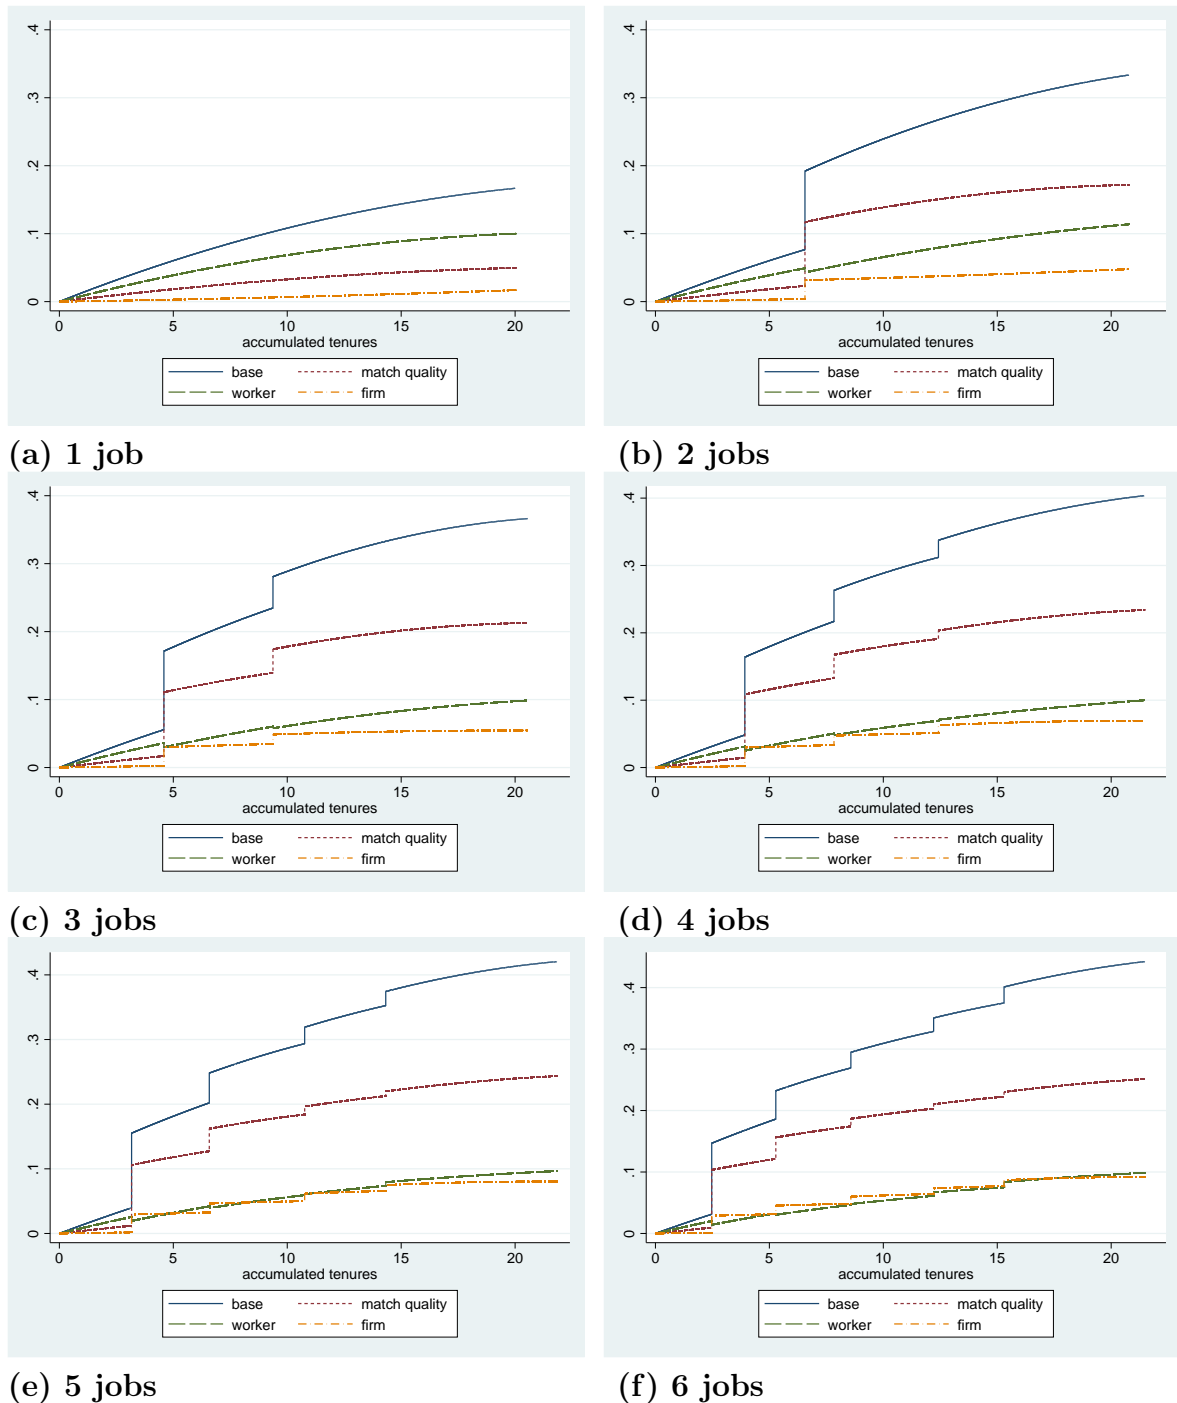 .4
.3
.2
.1
0
0 5 10 15 20
accumulated tenures
base match quality
worker firm
(a) 1 job
.4
.3
.2
.1
0
0 5 10 15 20
accumulated tenures
base match quality
worker firm
(b) 2 jobs
.4
.3
.2
.1
0
0 5 10 15 20
accumulated tenures
base match quality
worker firm
(c) 3 jobs
.4
.3
.2
.1
0
0 5 10 15 20
accumulated tenures
base match quality
worker firm
(d) 4 jobs
.4
.3
.2
.1
0
0 5 10 15 20
accumulated tenures
base match quality
worker firm
(e) 5 jobs
.4
.3
.2
.1
0
0 5 10 15 20
accumulated tenures
base match quality
worker firm
(f) 6 jobs